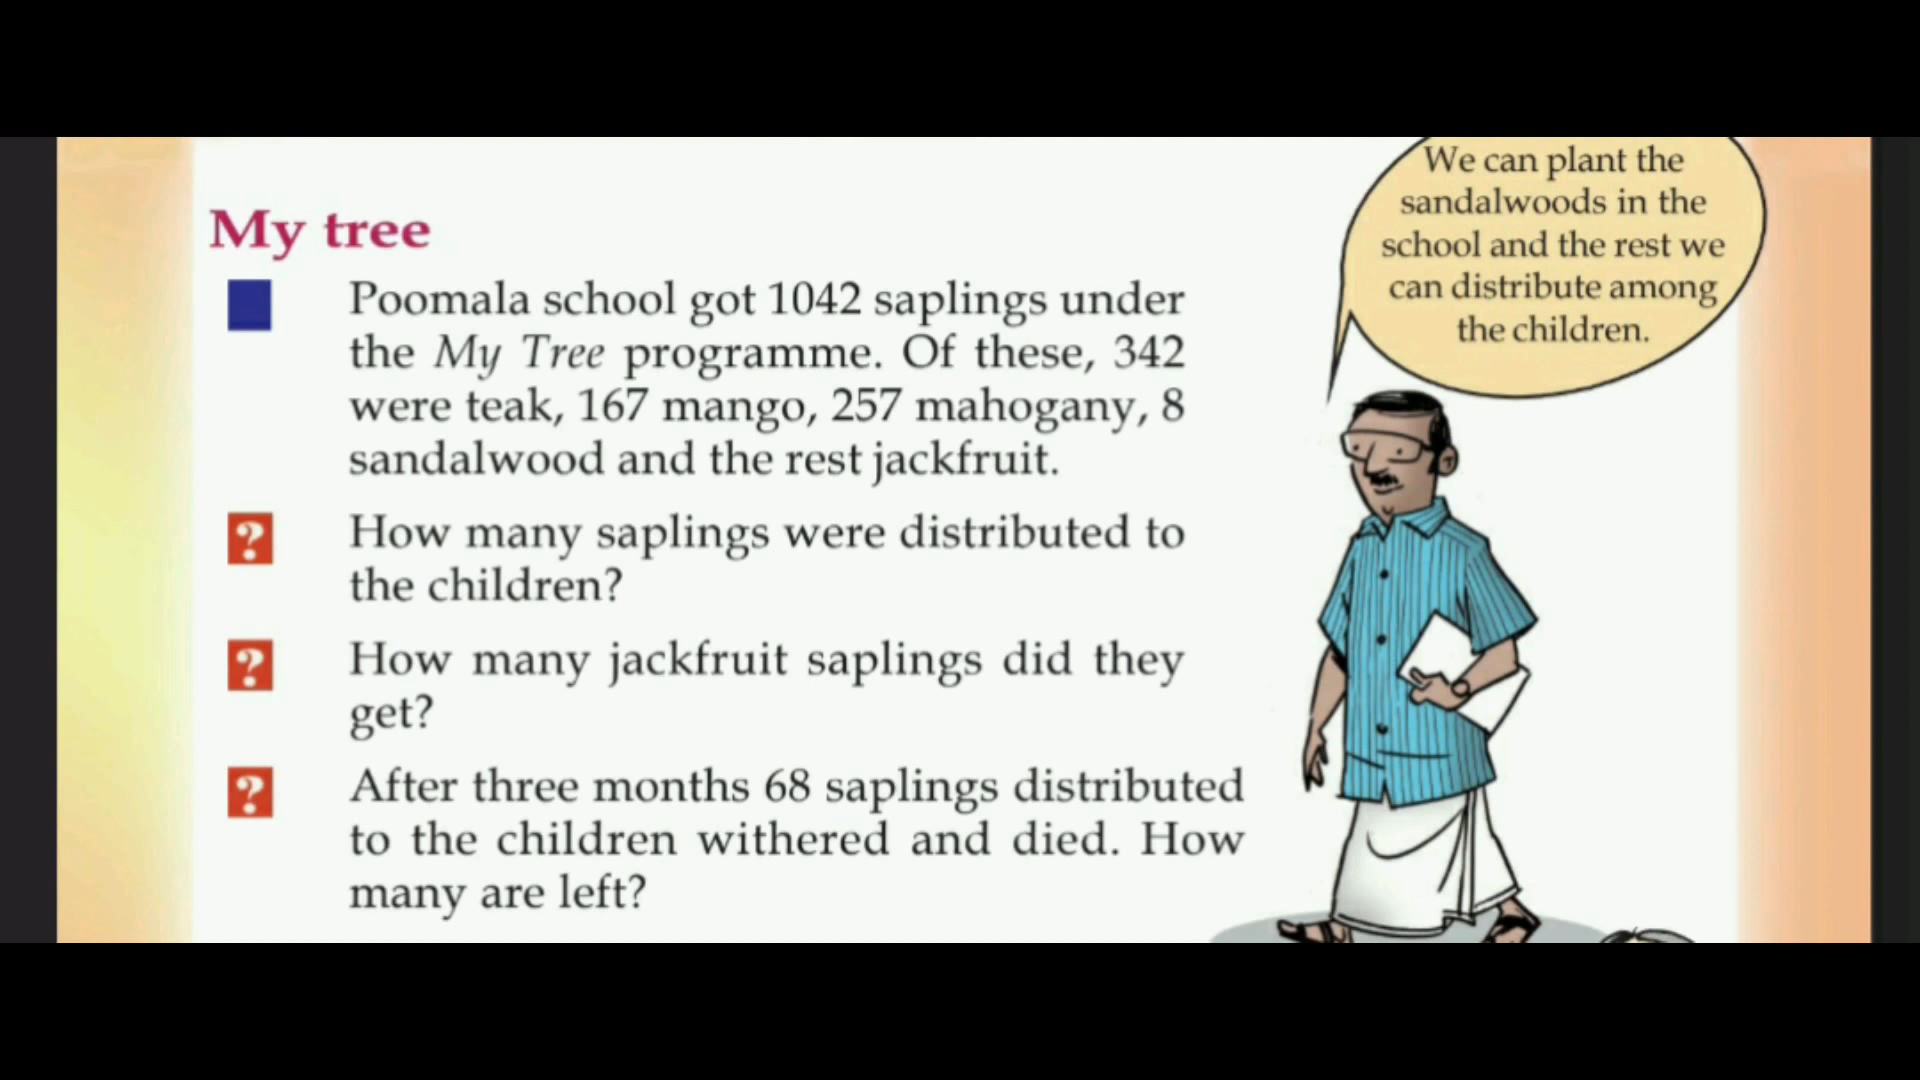 We can plant the
sandalwoods in the
school and the rest we
can distribute among
the children.
My tree
Poomala school got 1042 saplings under
the My Tree programme. Of these, 342
were teak, 167 mango, 257 mahogany, 8
sandalwood and the rest jackfruit.
? How many saplings were distributed to
the children?
? How many jackfruit saplings did they
get?
? After three months 68 saplings distributed
to the children withered and died. How
many are left?